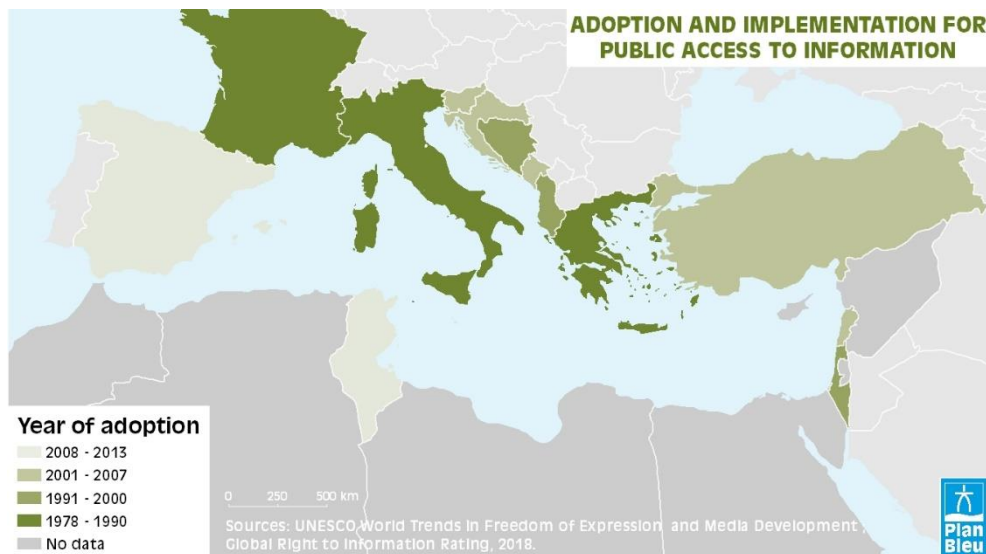 ADOPTION AND IMPLEMENTATION FOR
PUBLIC ACCESS TO INFORMATION
Year of adoption
2008 - 2013
2001 - 2007
1991 - 2000
1978 - 1990
No data
0 250 500 km
Sources: UNESCO,World Trends in Freedom of Expression and Media Development,
Global Right to Information Rating, 2018.
Plan
Bleu